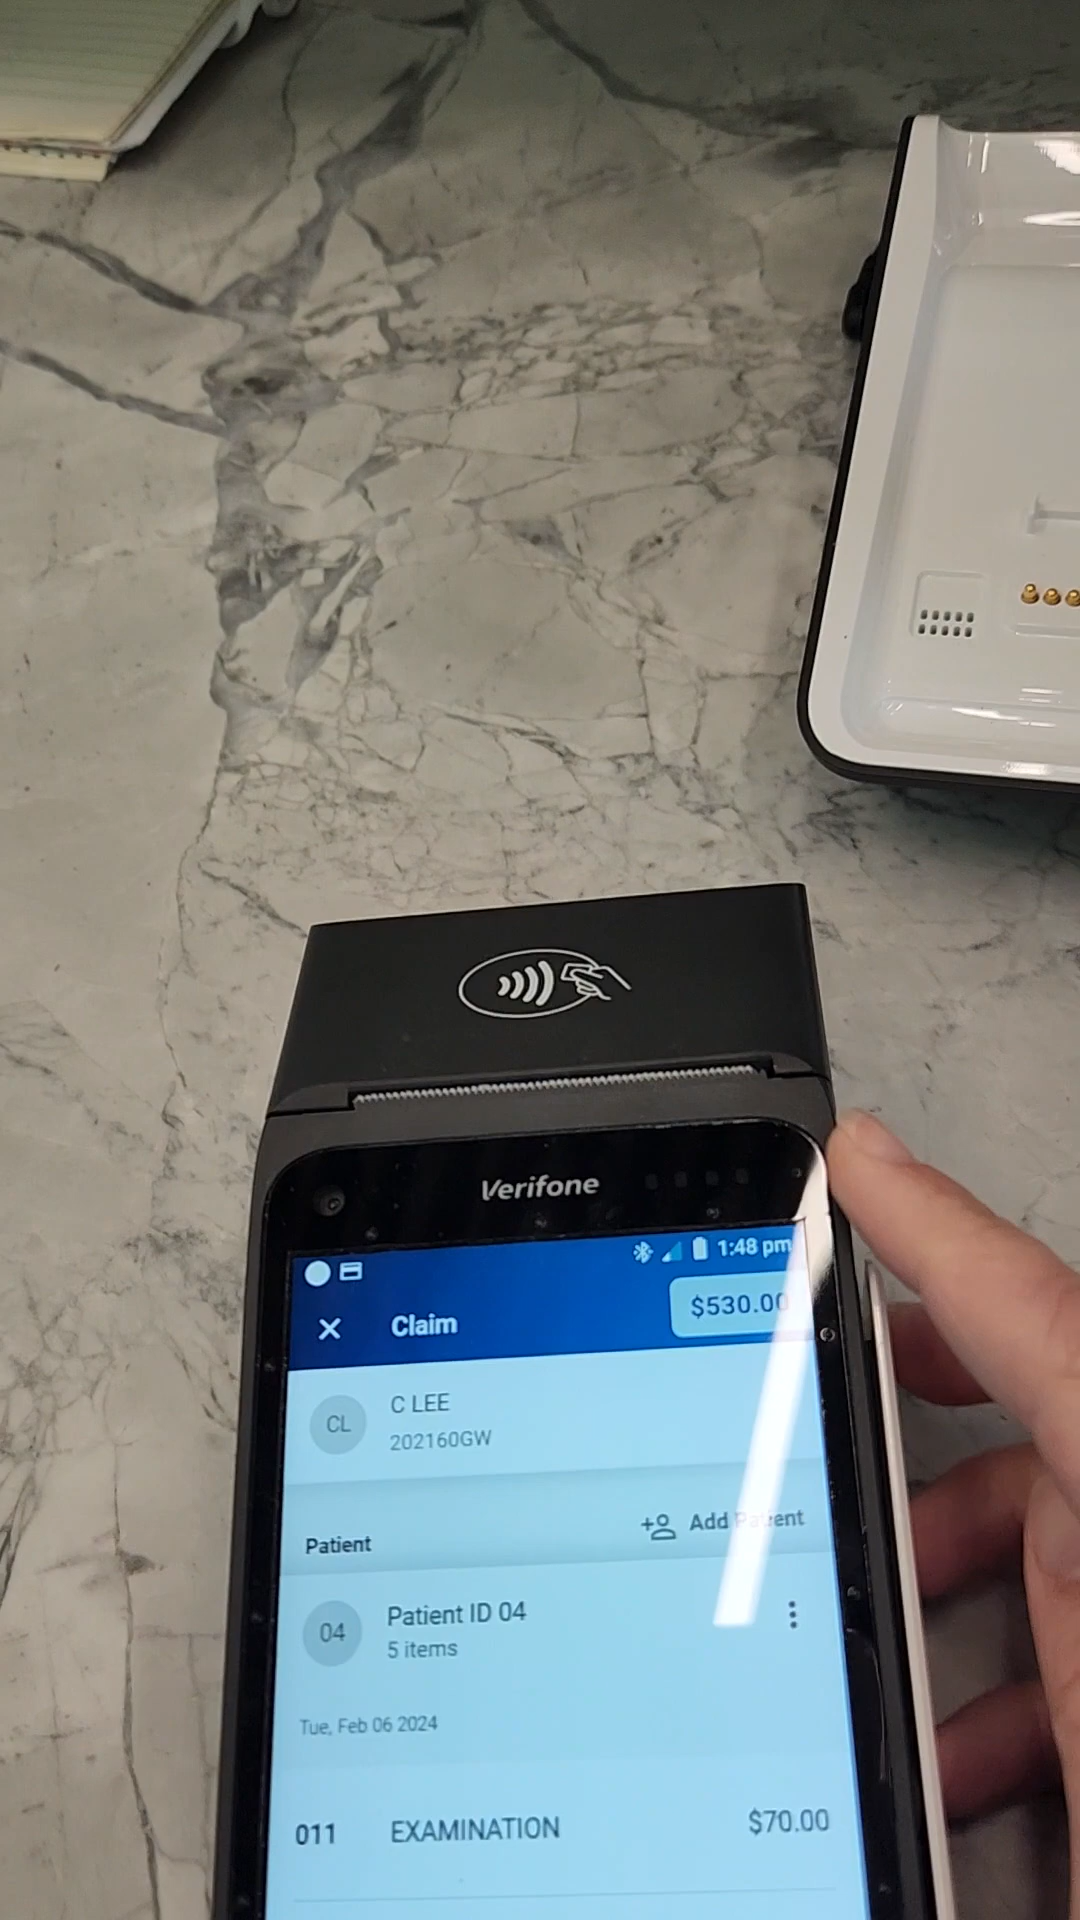 Verifone
1:48 pm
Claim
$530.00
CL
C LEE
202160GW
Patient
Add Patient
04
Patient ID 04
5 items
Tue, Feb 06 2024
011 EXAMINATION $70.00